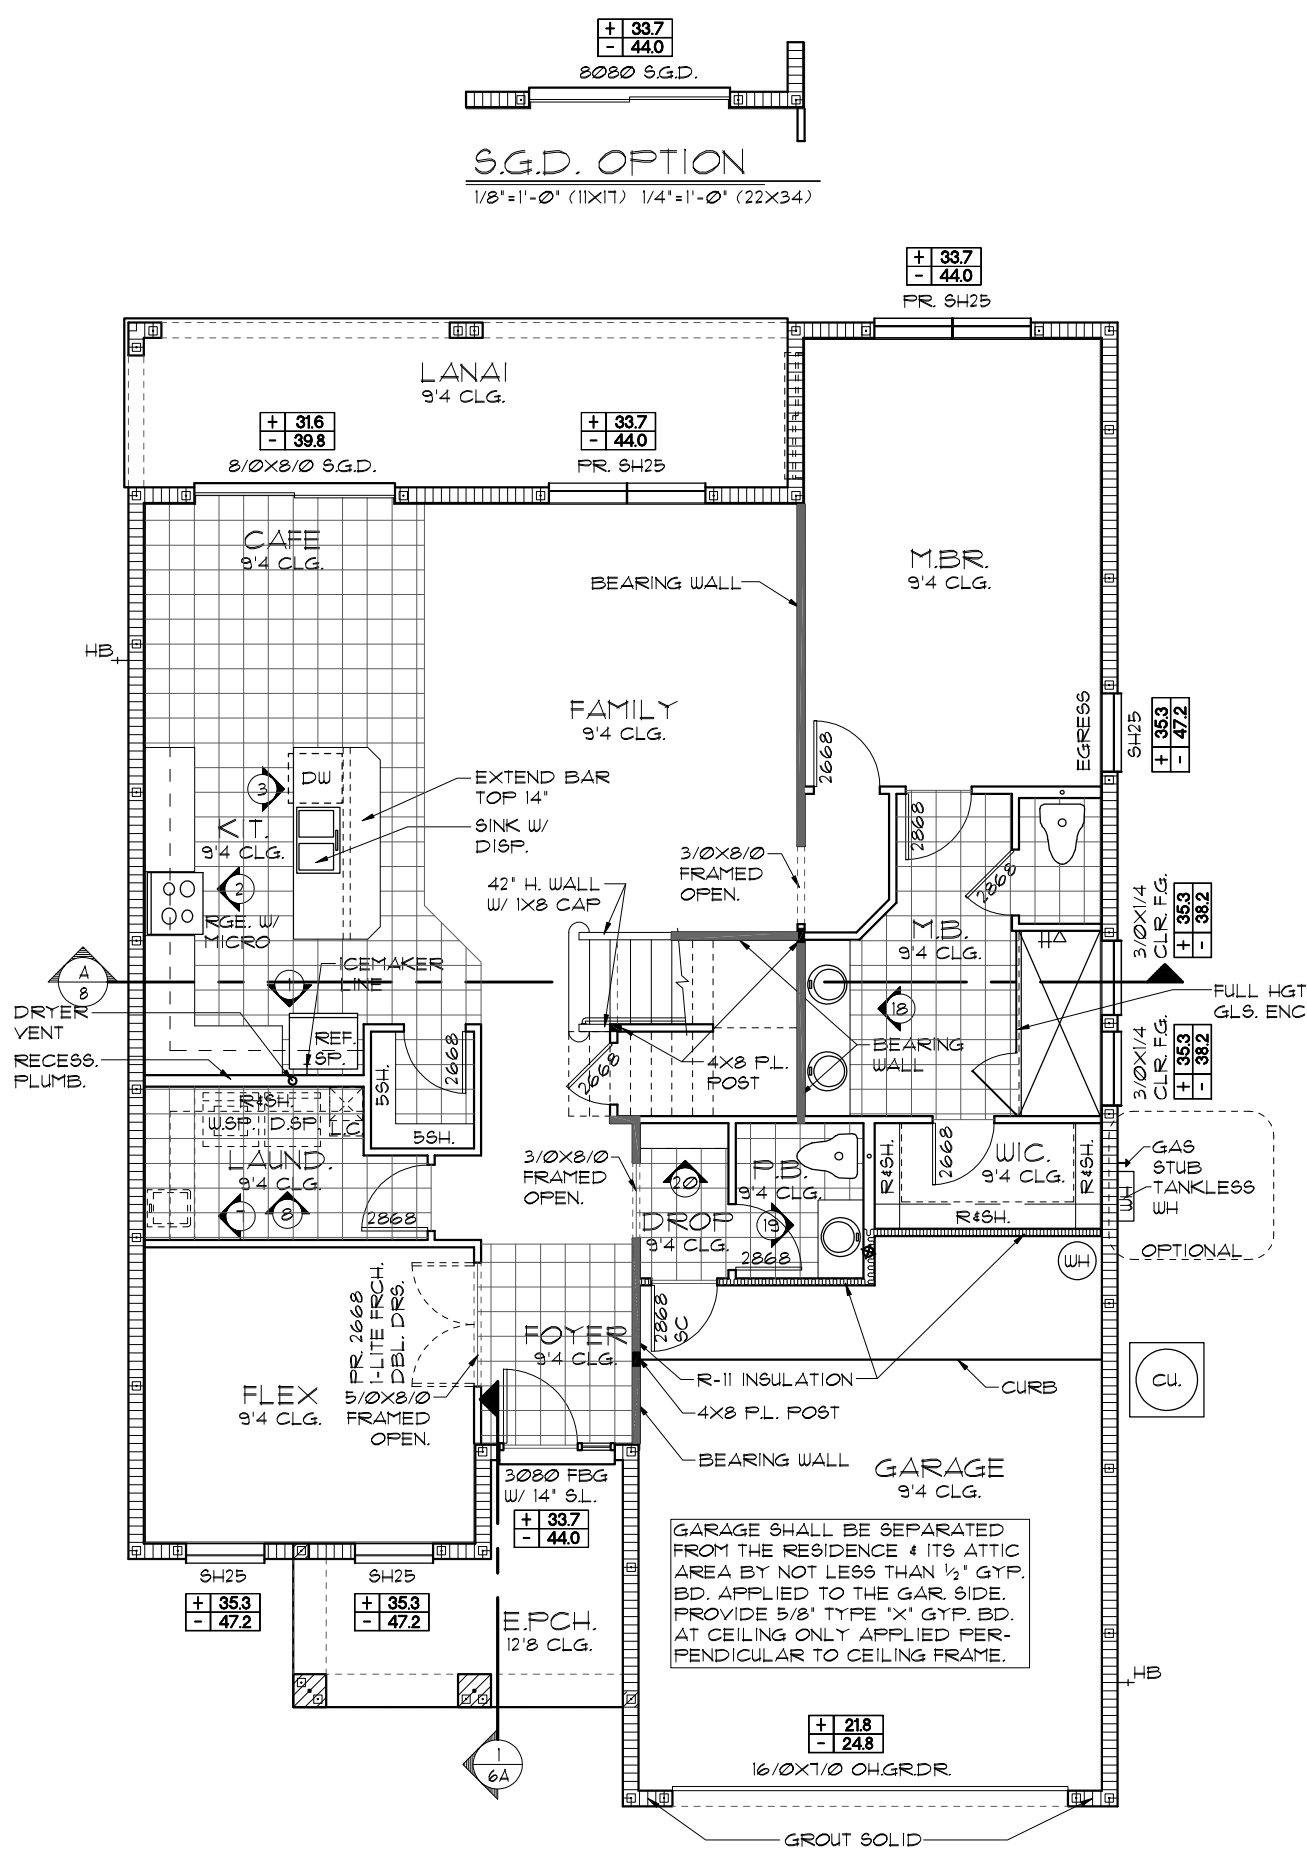 + 33.7
- 44.0
8080 S.G.D.
S.G.D. OPTION
1/8"=1'-0" (11X17) 1/4"=1'-0" (22X34)
+ 33.7
- 44.0
PR. SH25
LANAI
9'4 CLG.
+ 31.6
- 39.8
8/0X8/0 S.G.D.
+ 33.7
- 44.0
PR. SH25
CAFE
9'4 CLG.
M.BR.
9'4 CLG.
BEARING WALL
HB
FAMILY
9'4 CLG.
EGRESS
SH25
+ 35.3
- 47.2
2668
3
DW
EXTEND BAR
TOP 14"
SINK W/
DISP.
KIT.
9'4 CLG.
2
RGE. W/
MICRO
2868
2868
3/0X8/0
FRAMED
OPEN.
42" H. WALL
W/ 1X8 CAP
M.B.
9'4 CLG.
3/0X1/4
CLR. F.G.
+ 35.3
- 38.2
A
8
ICEMAKER
LINE
1
18
FULL HGT
GLS. ENC
DRYER
VENT
RECESS.
PLUMB.
REF.
SP.
2668
5SH.
5SH.
2668
4X8 P.L.
POST
BEARING
WALL
3/0X1/4
CLR. F.G.
+ 35.3
- 38.2
R&SH.
W.SP.
D.SP.
L.C.
LAUND.
9'4 CLG.
7
8
2868
3/0X8/0
FRAMED
OPEN.
20
DROP
9'4 CLG.
P.B.
9'4 CLG.
19
2868
R&SH.
2668
WIC.
9'4 CLG.
R&SH.
R&SH.
GAS
STUB
TANKLESS
WH
WH
OPTIONAL
WH
PR. 2668
1-LITE FRCH.
DBL. DRS.
FOYER
9'4 CLG.
2868
SC
FLEX
9'4 CLG.
5/0X8/0
FRAMED
OPEN.
R-11 INSULATION
CURB
CU.
4X8 P.L. POST
BEARING WALL
GARAGE
9'4 CLG.
3080 FBG
W/ 14" S.L.
+ 33.7
- 44.0
GARAGE SHALL BE SEPARATED
FROM THE RESIDENCE & ITS ATTIC
AREA BY NOT LESS THAN ½" GYP.
BD. APPLIED TO THE GAR. SIDE.
PROVIDE 5/8" TYPE "X" GYP. BD.
AT CEILING ONLY APPLIED PER-
PENDICULAR TO CEILING FRAME.
SH25
+ 35.3
- 47.2
SH25
+ 35.3
- 47.2
E.PCH.
12'8 CLG.
HB
+ 21.8
- 24.8
16/0X7/0 OH.GR.DR.
1
6A
GROUT SOLID